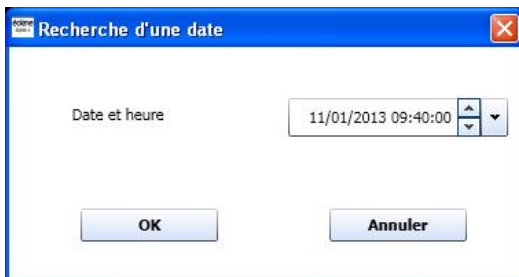 Recherche d'une date
Date et heure
11/01/2013 09:40:00
OK
Annuler